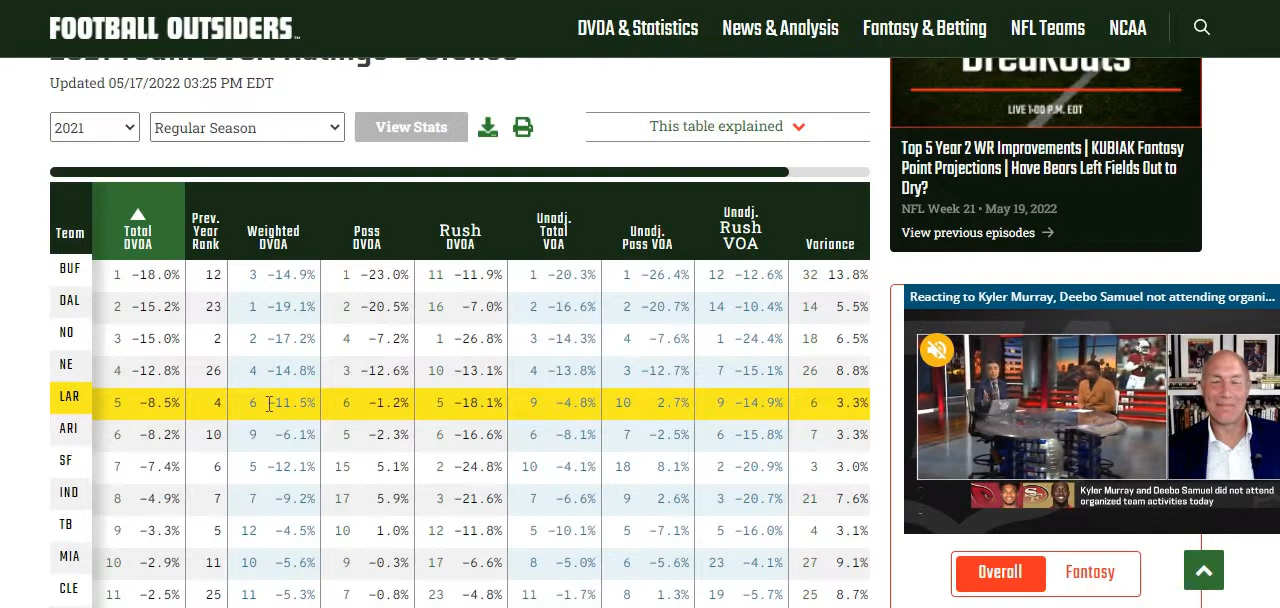 FOOTBALL OUTSIDERS™
DVOA & Statistics News & Analysis Fantasy & Betting NFL Teams NCAA
2021 Team DVOA Ratings Defense
Updated 05/17/2022 03:25 PM EDT
2021 Regular Season View Stats This table explained
Team Total DVOA Prev. Year Rank Weighted DVOA Pass DVOA Rush DVOA Unadj. Total VOA Unadj. Pass VOA Unadj. Rush VOA Variance
BUF 1 -18.0% 12 3 -14.9% 1 -23.0% 11 -11.9% 1 -20.3% 1 -26.4% 12 -12.6% 32 13.8%
DAL 2 -15.2% 23 1 -19.1% 2 -20.5% 16 -7.0% 2 -16.6% 2 -20.7% 14 -10.4% 14 5.5%
NO 3 -15.0% 2 2 -17.2% 4 -7.2% 1 -26.8% 3 -14.3% 4 -7.6% 1 -24.4% 18 6.5%
NE 4 -12.8% 26 4 -14.8% 3 -12.6% 10 -13.1% 4 -13.8% 3 -12.7% 7 -15.1% 26 8.8%
LAR 5 -8.5% 4 6 -11.5% 6 -1.2% 5 -18.1% 9 -4.8% 10 2.7% 9 -14.9% 6 3.3%
ARI 6 -8.2% 10 9 -6.1% 5 -2.3% 6 -16.6% 6 -8.1% 7 -2.5% 6 -15.8% 7 3.3%
SF 7 -7.4% 6 5 -12.1% 15 5.1% 2 -24.8% 10 -4.1% 18 8.1% 2 -20.9% 3 3.0%
IND 8 -4.9% 7 7 -9.2% 17 5.9% 3 -21.6% 7 -6.6% 9 2.6% 3 -20.7% 21 7.6%
TB 9 -3.3% 5 12 -4.5% 10 1.0% 12 -11.8% 5 -10.1% 5 -7.1% 5 -16.0% 4 3.1%
MIA 10 -2.9% 11 10 -5.6% 9 -0.3% 17 -6.6% 8 -5.0% 6 -5.6% 23 -4.1% 27 9.1%
CLE 11 -2.5% 25 11 -5.3% 7 -0.8% 23 -4.8% 11 -1.7% 8 1.3% 19 -5.7% 25 8.7%
Breakouts
LIVE 1:00 P.M. EDT
Top 5 Year 2 WR Improvements | KUBIAK Fantasy
Point Projections | Have Bears Left Fields Out to
Dry?
NFL Week 21 • May 19, 2022
View previous episodes
Reacting to Kyler Murray, Deebo Samuel not attending organi...
Kyler Murray and Deebo Samuel did not attend
organized team activities today
Overall Fantasy